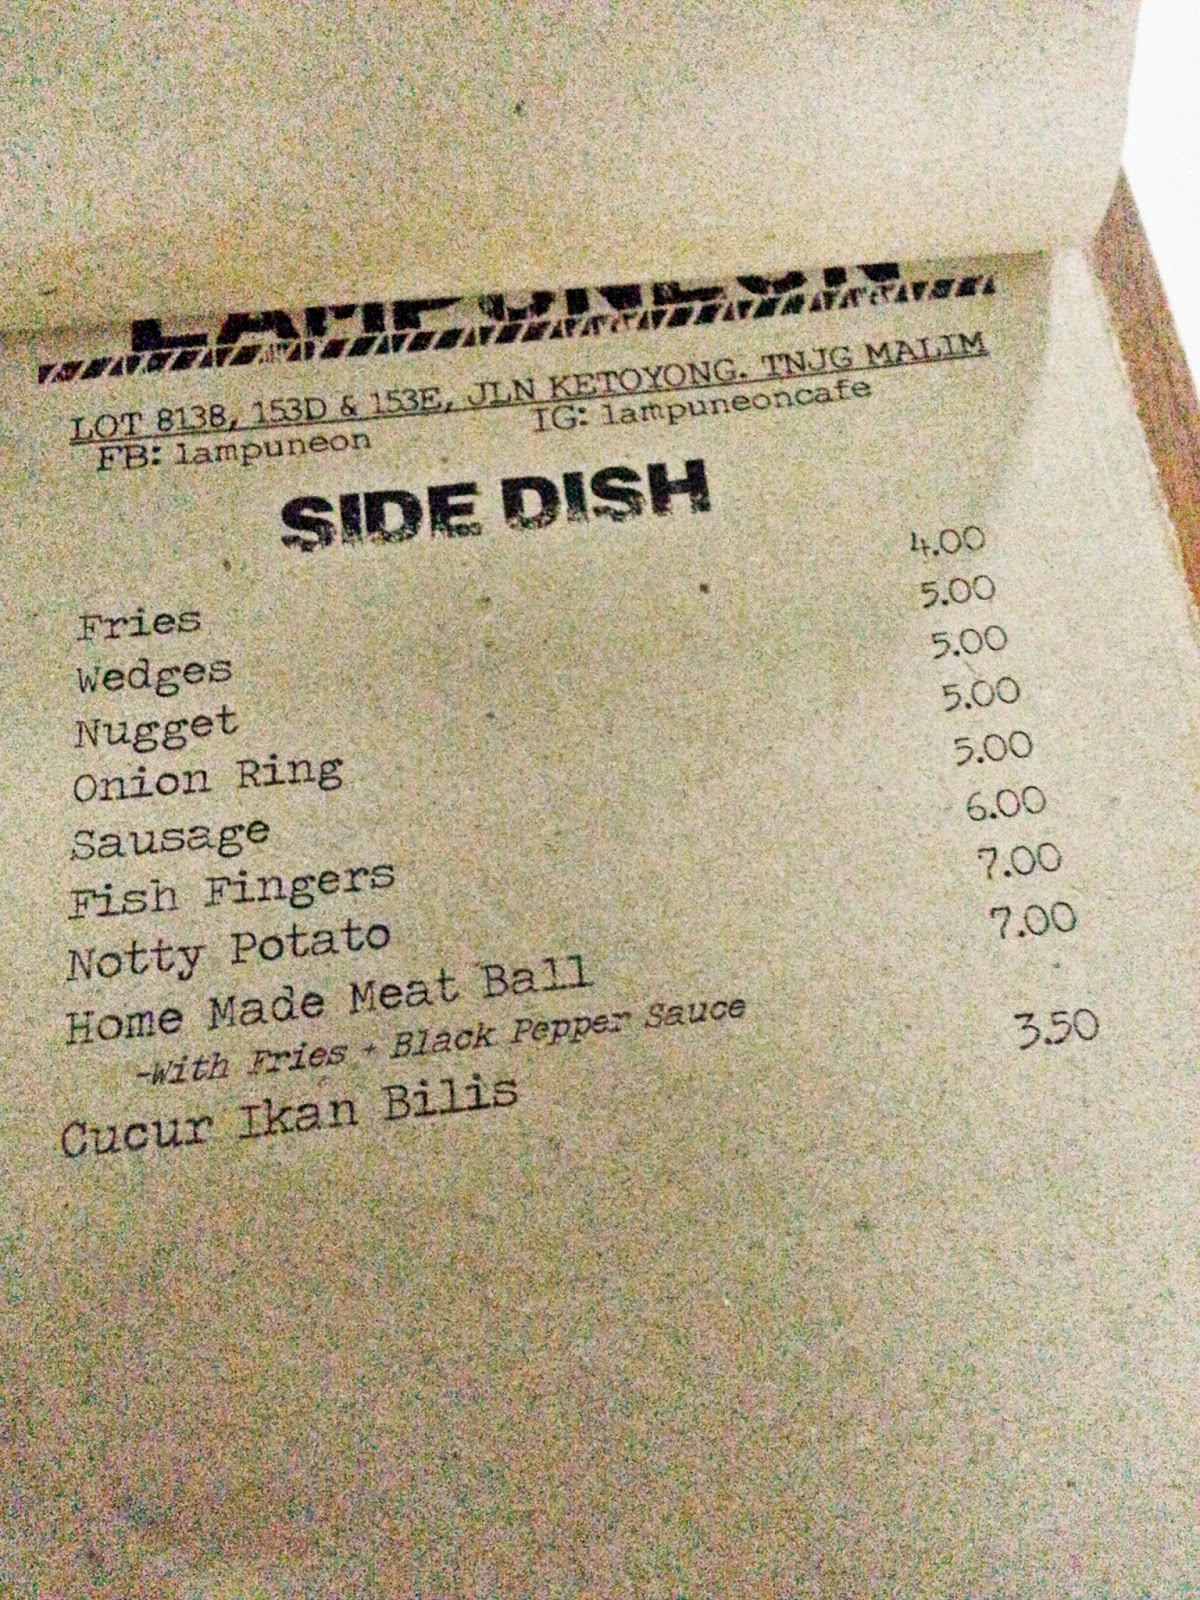 LAMPUNEON
LOT 8138, 153D & 153E, JLN KETOYONG. TNJG MALIM
FB: lampuneon IG: lampuneoncafe
SIDE DISH
Fries 4.00
Wedges 5.00
Nugget 5.00
Onion Ring 5.00
Sausage 5.00
Fish Fingers 6.00
Notty Potato 7.00
Home Made Meat Ball 7.00
-With Fries + Black Pepper Sauce
Cucur Ikan Bilis 3.50